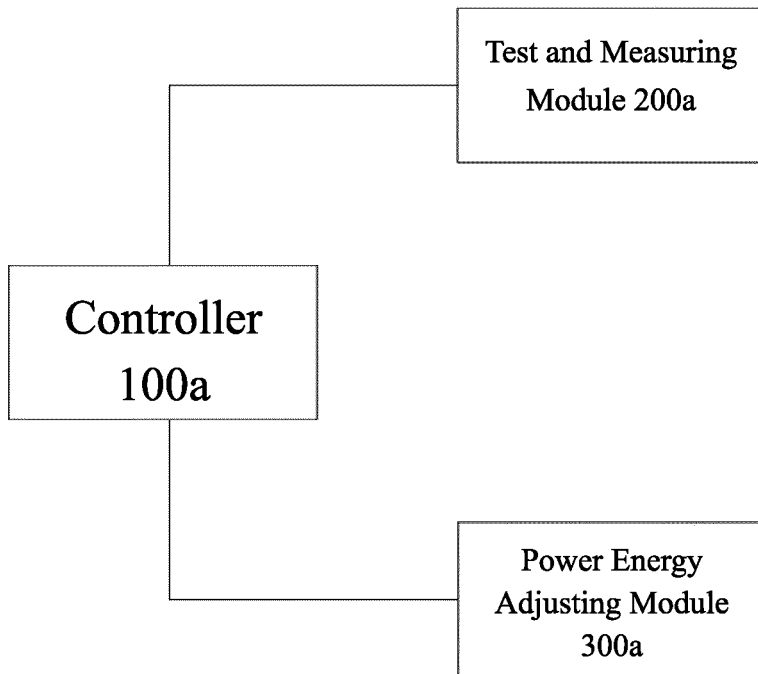 Test and Measuring
Module 200a
Controller
100a
Power Energy
Adjusting Module
300a